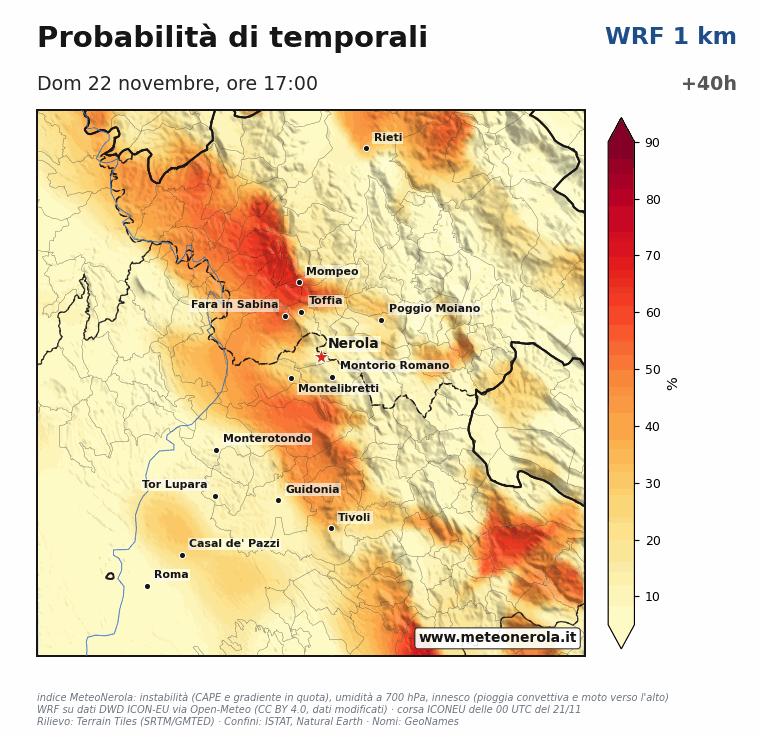 Probabilità di temporali
WRF 1 km
Dom 22 novembre, ore 17:00
+40h
Rieti
Mompeo
Fara in Sabina
Toffia
Poggio Moiano
Nerola
Montorio Romano
Montelibretti
Monterotondo
Tor Lupara
Guidonia
Tivoli
Casal de' Pazzi
Roma
www.meteonerola.it
90
80
70
60
50
40
30
20
10
%
indice MeteoNerola: instabilità (CAPE e gradiente in quota), umidità a 700 hPa, innesco (pioggia convettiva e moto verso l'alto)
WRF su dati DWD ICON-EU via Open-Meteo (CC BY 4.0, dati modificati) · corsa ICONEU delle 00 UTC del 21/11
Rilievo: Terrain Tiles (SRTM/GMTED) · Confini: ISTAT, Natural Earth · Nomi: GeoNames